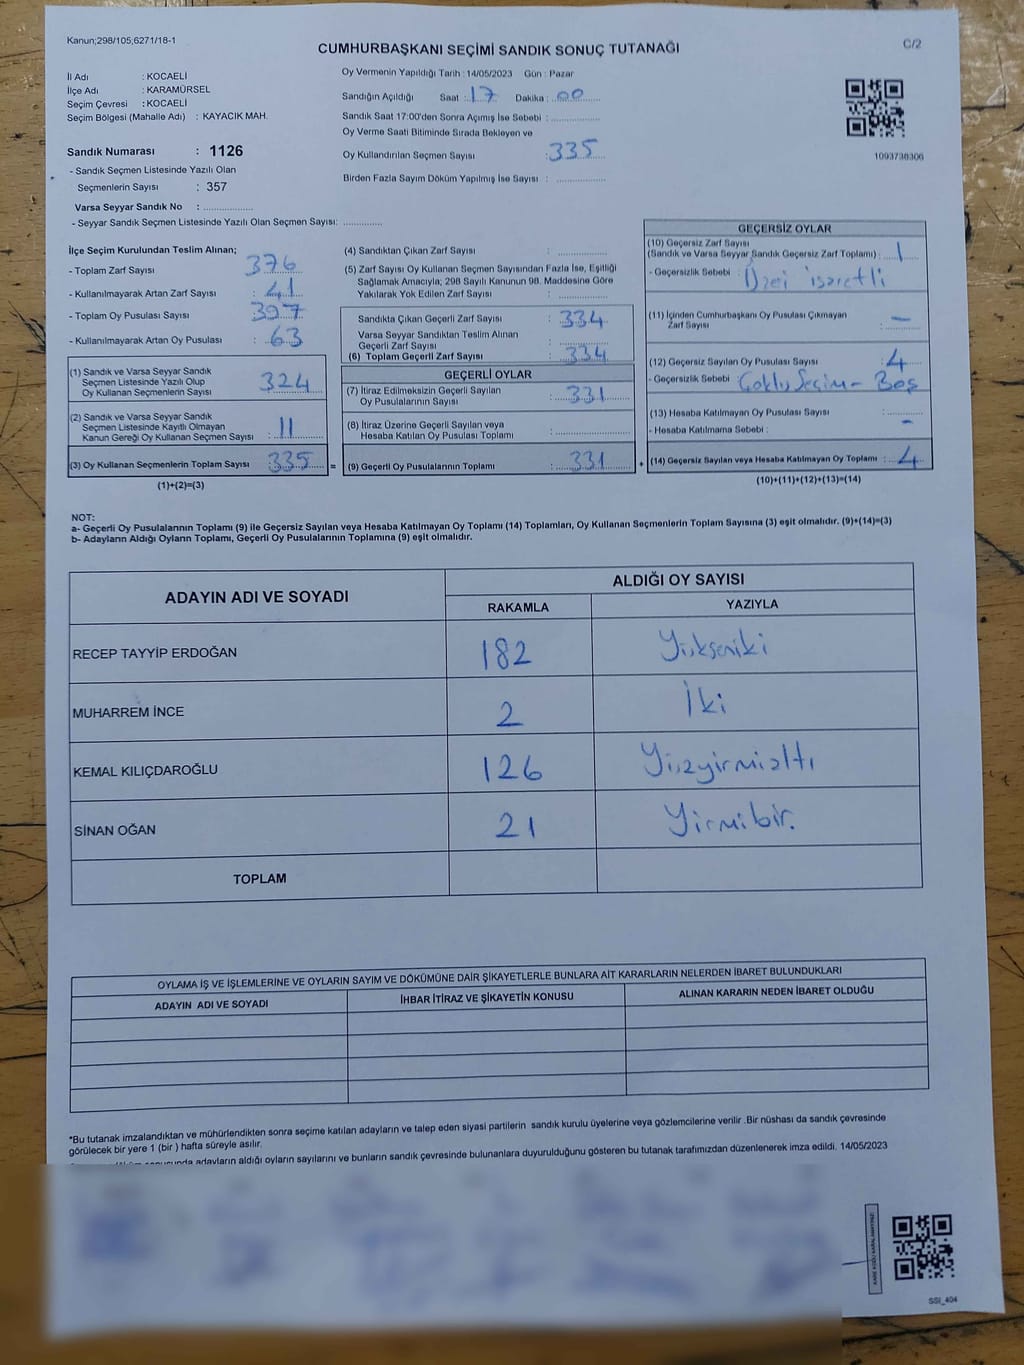 Kanun;298/105,6271/18-1
CUMHURBAŞKANI SEÇİMİ SANDIK SONUÇ TUTANAĞI
C/2
İl Adı : KOCAELİ
İlçe Adı : KARAMÜRSEL
Seçim Çevresi : KOCAELİ
Seçim Bölgesi (Mahalle Adı) : KAYACIK MAH.
Sandık Numarası : 1126
- Sandık Seçmen Listesinde Yazılı Olan
Seçmenlerin Sayısı : 357
Varsa Seyyar Sandık No : ................
- Seyyar Sandık Seçmen Listesinde Yazılı Olan Seçmen Sayısı: .............
Oy Vermenin Yapıldığı Tarih : 14/05/2023 Gün : Pazar
Sandığın Açıldığı Saat : 17 Dakika : 00
Sandık Saat 17:00'den Sonra Açımış İse Sebebi : ................
Oy Verme Saati Bitiminde Sırada Bekleyen ve
Oy Kullandırılan Seçmen Sayısı : 335
Birden Fazla Sayım Döküm Yapılmış İse Sayısı : ................
1093738306
İlçe Seçim Kurulundan Teslim Alınan;
- Toplam Zarf Sayısı : 376
- Kullanılmayarak Artan Zarf Sayısı : 41
- Toplam Oy Pusulası Sayısı : 397
- Kullanılmayarak Artan Oy Pusulası : 63
(1) Sandık ve Varsa Seyyar Sandık
Seçmen Listesinde Yazılı Olup
Oy Kullanan Seçmenlerin Sayısı : 324
(2) Sandık ve Varsa Seyyar Sandık
Seçmen Listesinde Kayıtlı Olmayan
Kanun Gereği Oy Kullanan Seçmen Sayısı : 11
(3) Oy Kullanan Seçmenlerin Toplam Sayısı : 335 =
(1)+(2)=(3)
(4) Sandıktan Çıkan Zarf Sayısı : ................
(5) Zarf Sayısı Oy Kullanan Seçmen Sayısından Fazla İse, Eşitliği
Sağlamak Amacıyla; 298 Sayılı Kanunun 98. Maddesine Göre
Yakılarak Yok Edilen Zarf Sayısı : ................
Sandıkta Çıkan Geçerli Zarf Sayısı : 334
Varsa Seyyar Sandıktan Teslim Alınan
Geçerli Zarf Sayısı : ................
(6) Toplam Geçerli Zarf Sayısı : 334
GEÇERLİ OYLAR
(7) İtiraz Edilmeksizin Geçerli Sayılan
Oy Pusulalarının Sayısı : 331
(8) İtiraz Üzerine Geçerli Sayılan veya
Hesaba Katılan Oy Pusulası Toplamı : ................
(9) Geçerli Oy Pusulalarının Toplamı : 331 +
GEÇERSİZ OYLAR
(10) Geçersiz Zarf Sayısı
(Sandık ve Varsa Seyyar Sandık Geçersiz Zarf Toplamı) : 1
- Geçersizlik Sebebi : Üzeri işaretli
(11) İçinden Cumhurbaşkanı Oy Pusulası Çıkmayan
Zarf Sayısı : -
(12) Geçersiz Sayılan Oy Pusulası Sayısı : 4
- Geçersizlik Sebebi : Çoklu Seçim - Boş
(13) Hesaba Katılmayan Oy Pusulası Sayısı : ................
- Hesaba Katılmama Sebebi : -
(14) Geçersiz Sayılan veya Hesaba Katılmayan Oy Toplamı : 4
(10)+(11)+(12)+(13)=(14)
NOT:
a- Geçerli Oy Pusulalarının Toplamı (9) ile Geçersiz Sayılan veya Hesaba Katılmayan Oy Toplamı (14) Toplamları, Oy Kullanan Seçmenlerin Toplam Sayısına (3) eşit olmalıdır. (9)+(14)=(3)
b- Adayların Aldığı Oyların Toplamı, Geçerli Oy Pusulalarının Toplamına (9) eşit olmalıdır.
ADAYIN ADI VE SOYADI
ALDIĞI OY SAYISI
RAKAMLA YAZIYLA
RECEP TAYYİP ERDOĞAN 182 Yükseniki
MUHARREM İNCE 2 İki
KEMAL KILIÇDAROĞLU 126 Yüzyirmialtı
SİNAN OĞAN 21 Yirmibir.
TOPLAM
OYLAMA İŞ VE İŞLEMLERİNE VE OYLARIN SAYIM VE DÖKÜMÜNE DAİR ŞİKAYETLERLE BUNLARA AİT KARARLARIN NELERDEN İBARET BULUNDUKLARI
ADAYIN ADI VE SOYADI İHBAR İTİRAZ VE ŞİKAYETİN KONUSU ALINAN KARARIN NEDEN İBARET OLDUĞU
*Bu tutanak imzalandıktan ve mühürlendikten sonra seçime katılan adayların ve talep eden siyasi partilerin sandık kurulu üyelerine veya gözlemcilerine verilir .Bir nüshası da sandık çevresinde
görülecek bir yere 1 (bir ) hafta süreyle asılır.
adayların aldığı oyların sayılarını ve bunların sandık çevresinde bulunanlara duyurulduğunu gösteren bu tutanak tarafımızdan düzenlenerek imza edildi. 14/05/2023
SSI_404